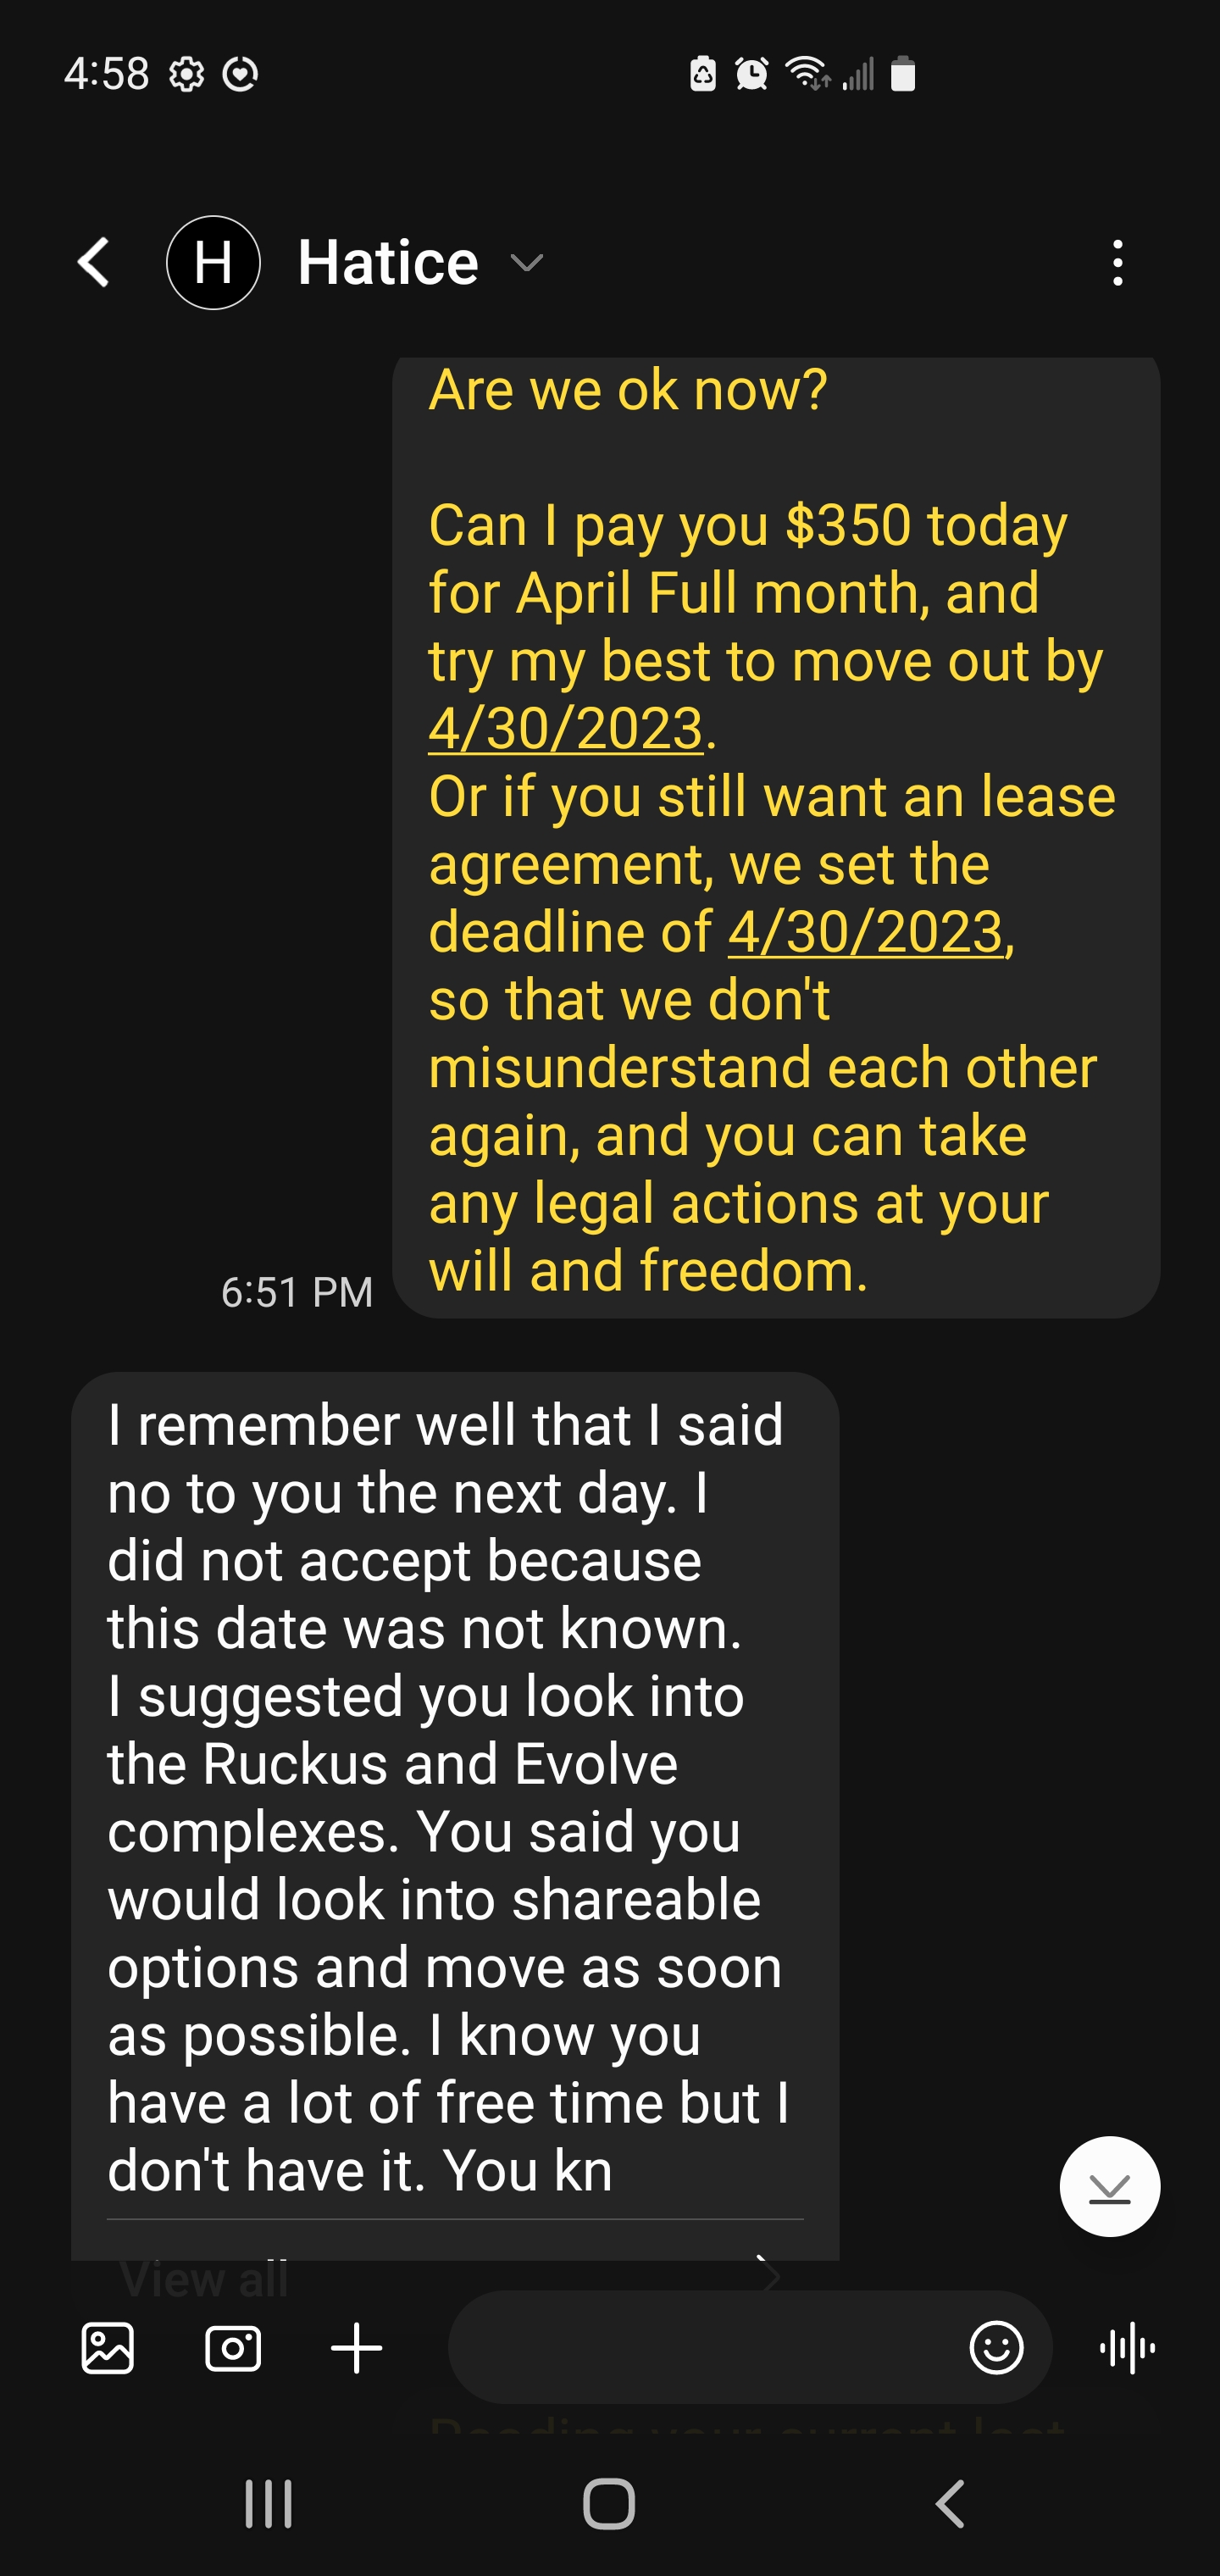 4:58
H
Hatice
Are we ok now?
Can I pay you $350 today
for April Full month, and
try my best to move out by
4/30/2023.
Or if you still want an lease
agreement, we set the
deadline of 4/30/2023,
so that we don't
misunderstand each other
again, and you can take
any legal actions at your
will and freedom.
6:51 PM
I remember well that I said
no to you the next day. I
did not accept because
this date was not known.
I suggested you look into
the Ruckus and Evolve
complexes. You said you
would look into shareable
options and move as soon
as possible. I know you
have a lot of free time but I
don't have it. You kn
View all
Reading your current last